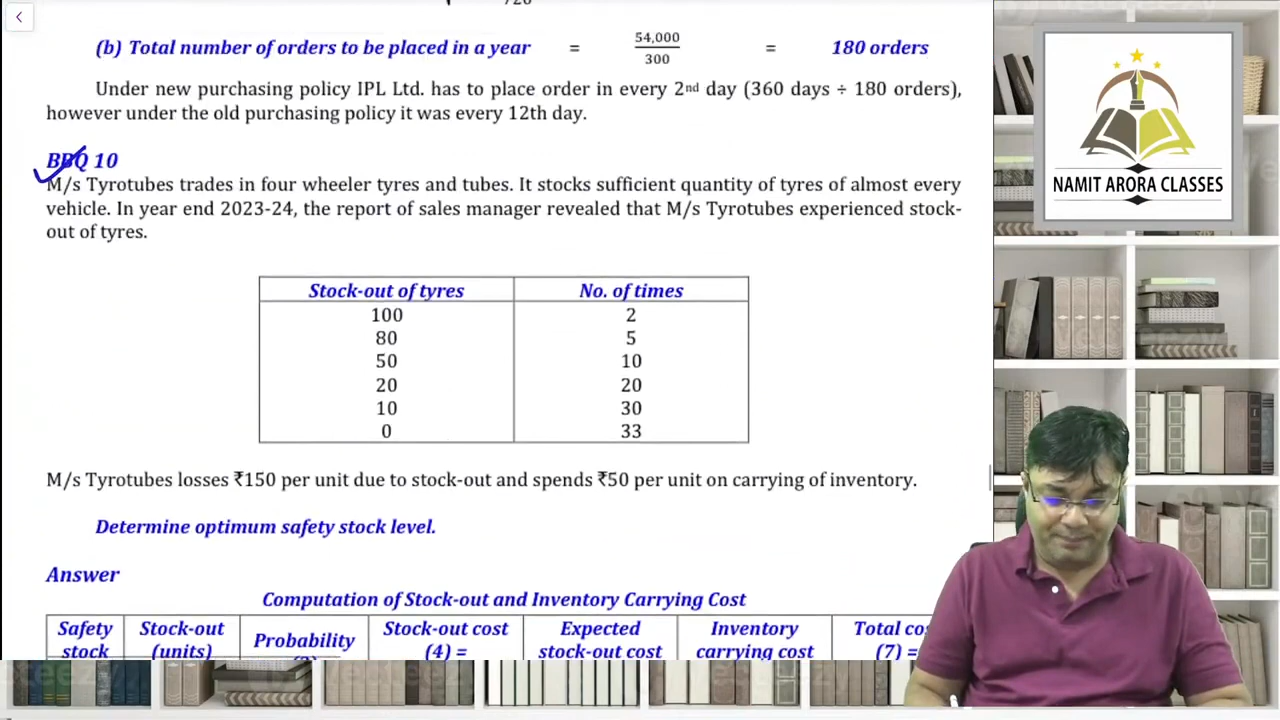 (b) Total number of orders to be placed in a year = 54,000 / 300 = 180 orders
Under new purchasing policy IPL Ltd. has to place order in every 2nd day (360 days ÷ 180 orders),
however under the old purchasing policy it was every 12th day.
BBQ 10
M/s Tyrotubes trades in four wheeler tyres and tubes. It stocks sufficient quantity of tyres of almost every
vehicle. In year end 2023-24, the report of sales manager revealed that M/s Tyrotubes experienced stock-
out of tyres.
Stock-out of tyres No. of times
100 2
80 5
50 10
20 20
10 30
0 33
M/s Tyrotubes losses ₹150 per unit due to stock-out and spends ₹50 per unit on carrying of inventory.
Determine optimum safety stock level.
Answer
Computation of Stock-out and Inventory Carrying Cost
Safety Stock-out Probability Stock-out cost Expected Inventory Total
stock (units) (4) = stock-out cost carrying cost (7) =
NAMIT ARORA CLASSES